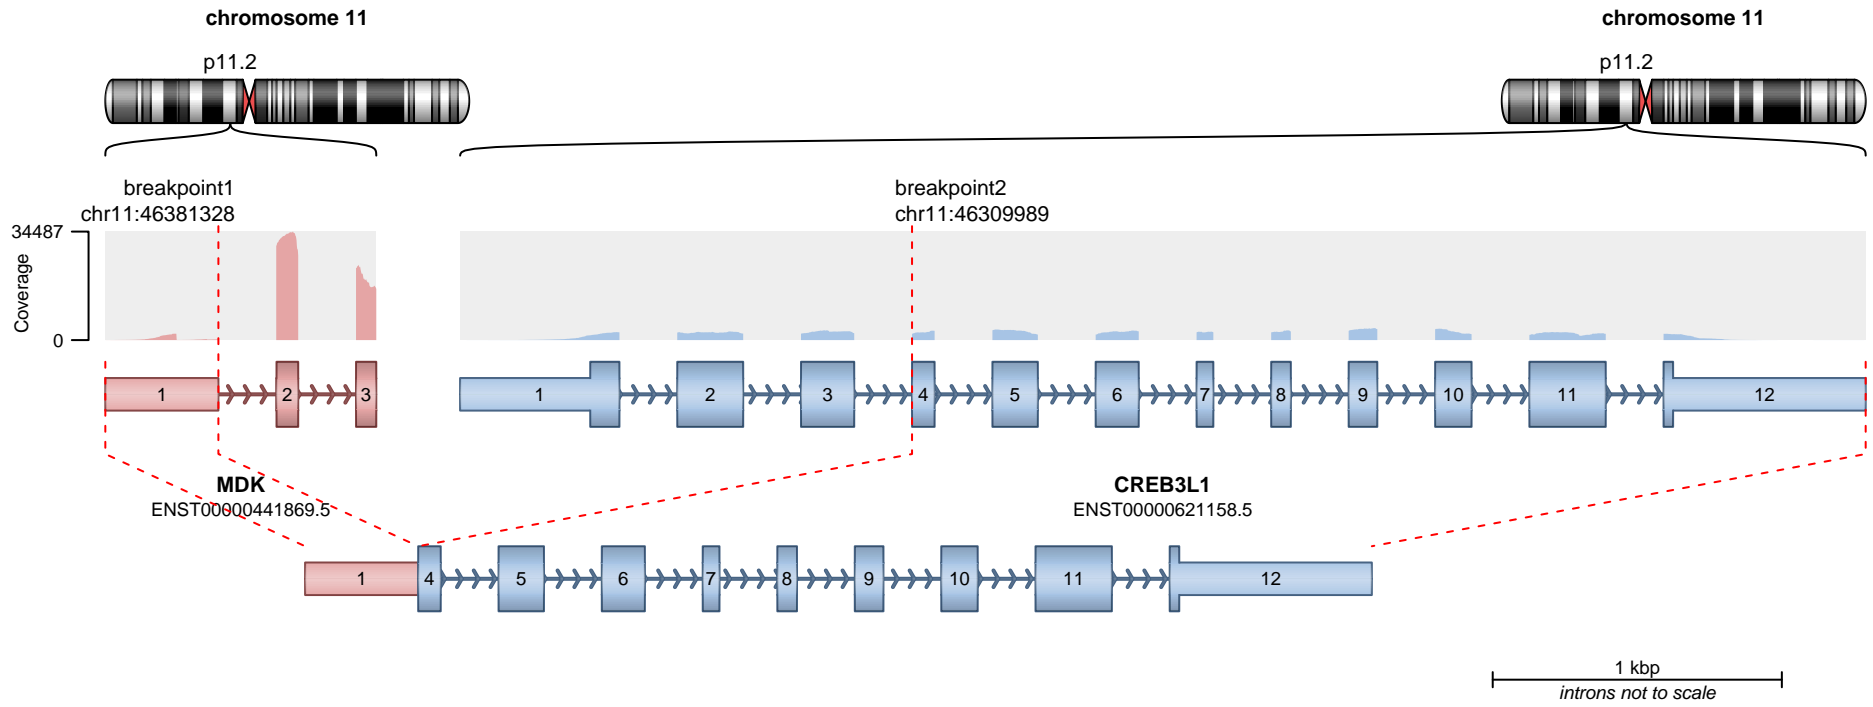 chromosome 11
chromosome 11
p11.2
p11.2
breakpoint1
chr11:46381328
breakpoint2
chr11:46309989
34487
Coverage
0
1 2 3
1 2 3 4 5 6 7 8 9 10 11 12
MDK
ENST00000441869.5
CREB3L1
ENST00000621158.5
1 4 5 6 7 8 9 10 11 12
1 kbp
introns not to scale